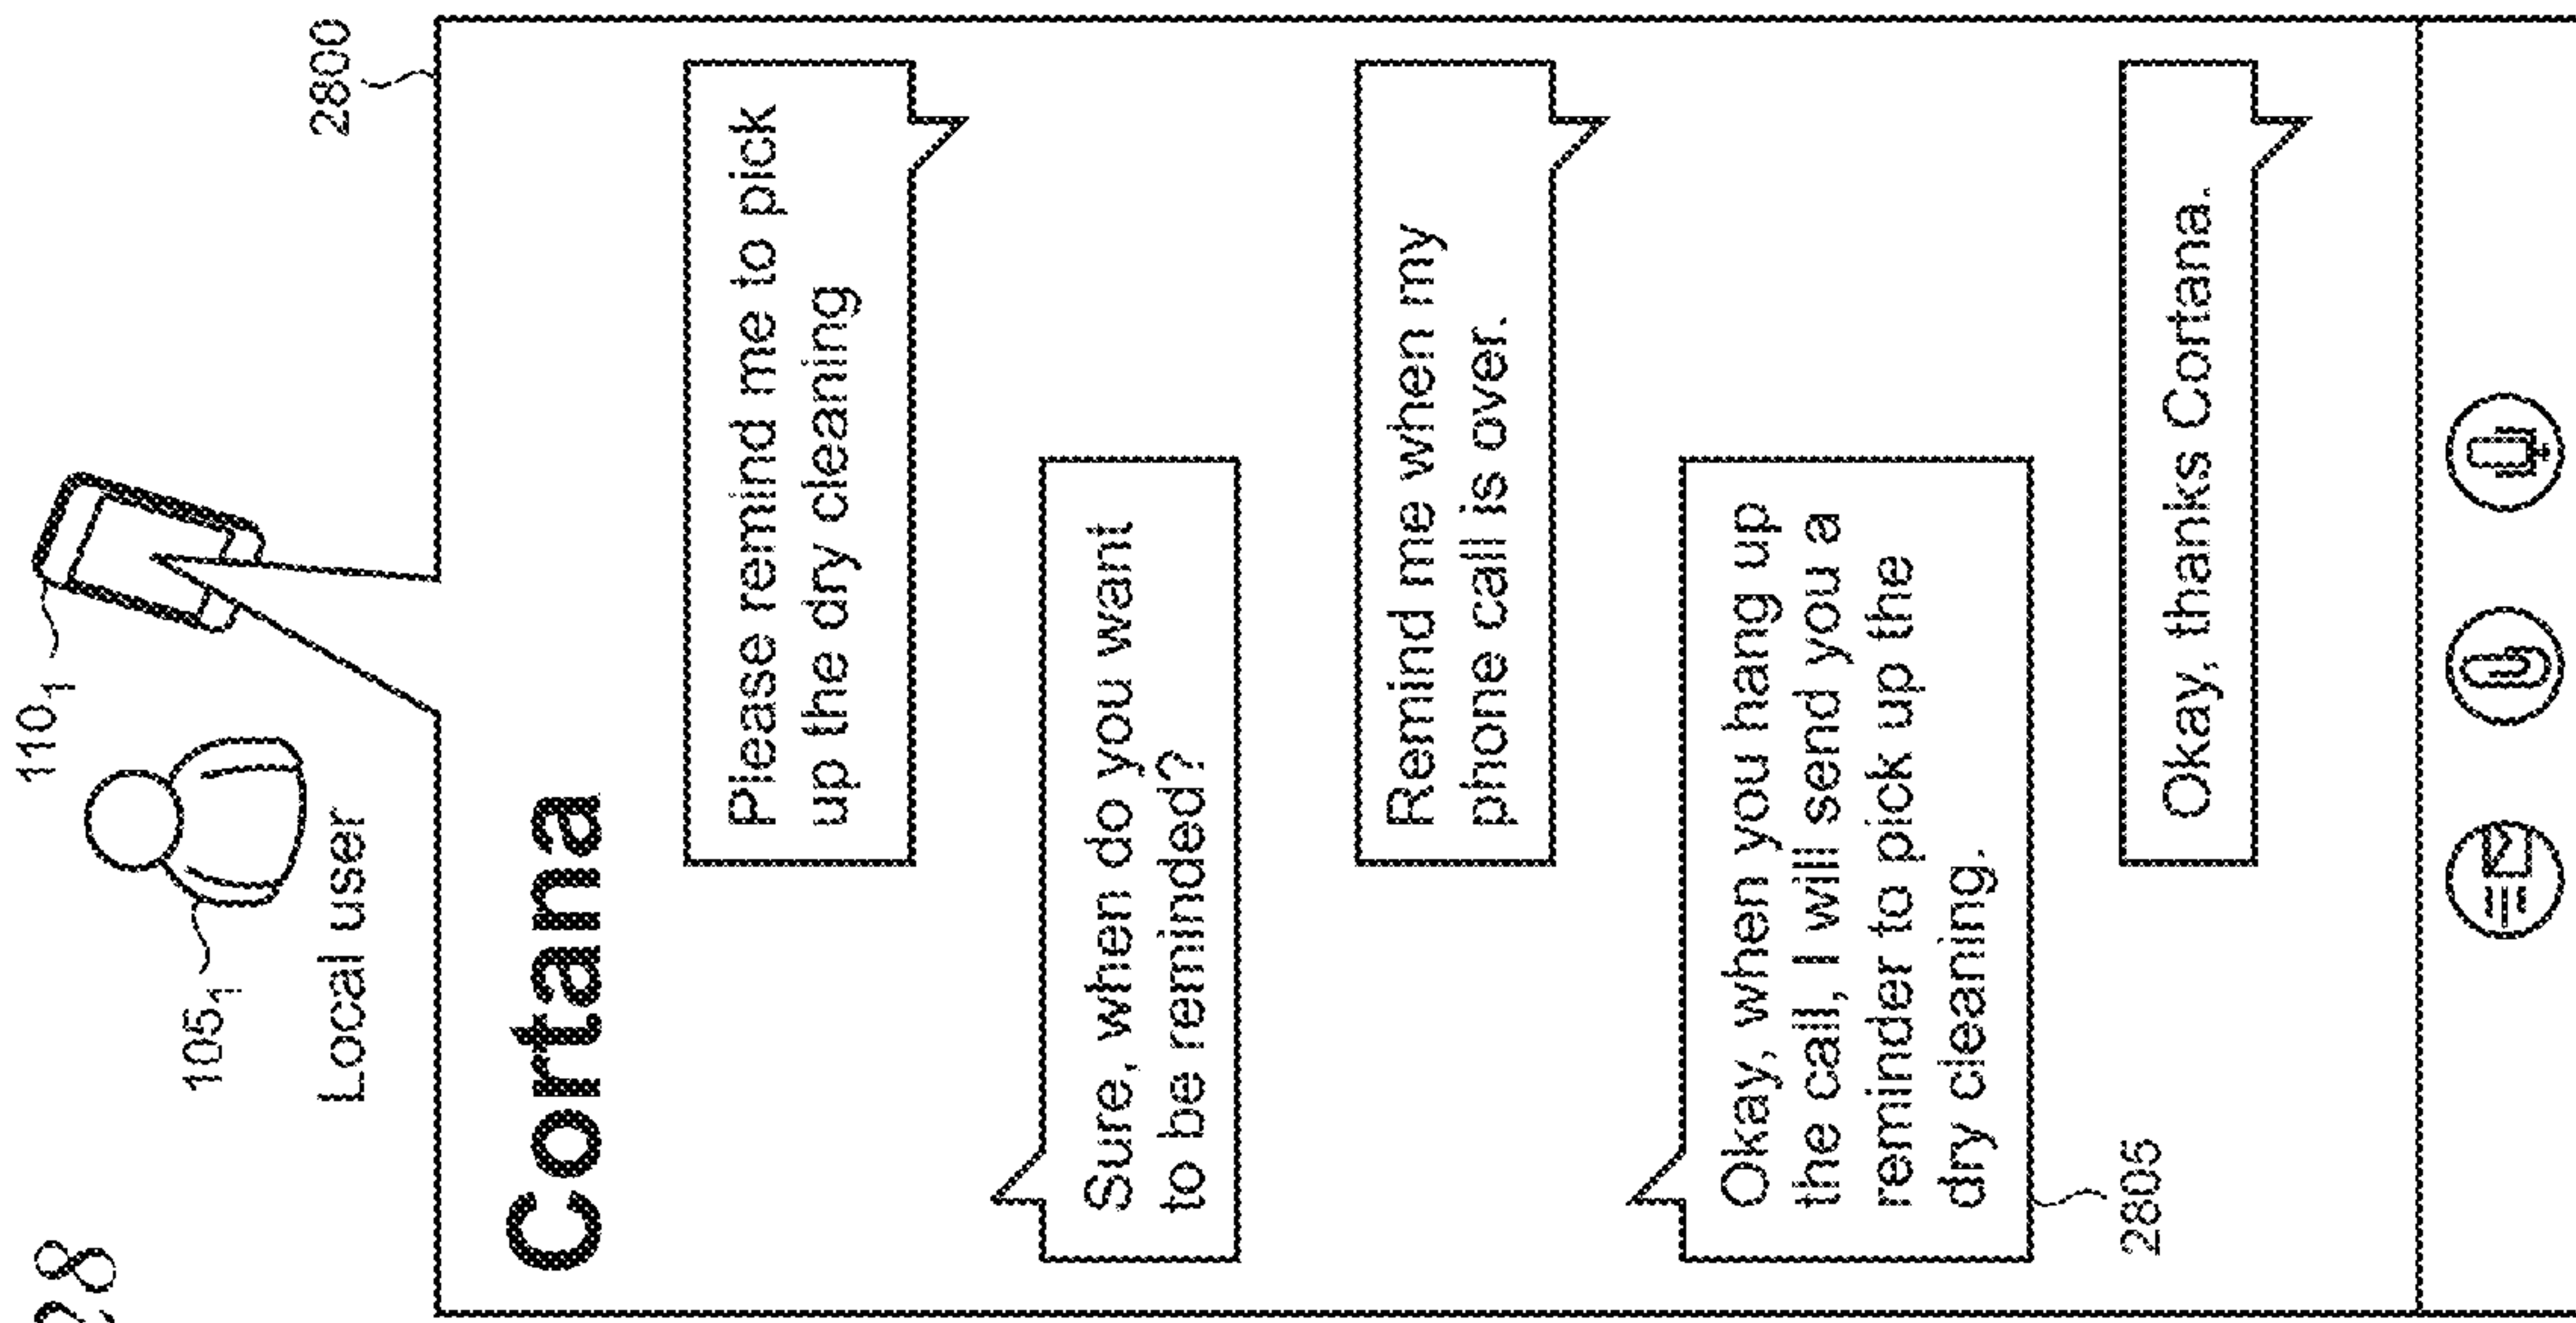 28
110₁
105₁
Local user
2800
Cortana
Please remind me to pick
up the dry cleaning
Sure, when do you want
to be reminded?
Remind me when my
phone call is over.
Okay, when you hang up
the call, I will send you a
reminder to pick up the
dry cleaning.
2805
Okay, thanks Cortana.